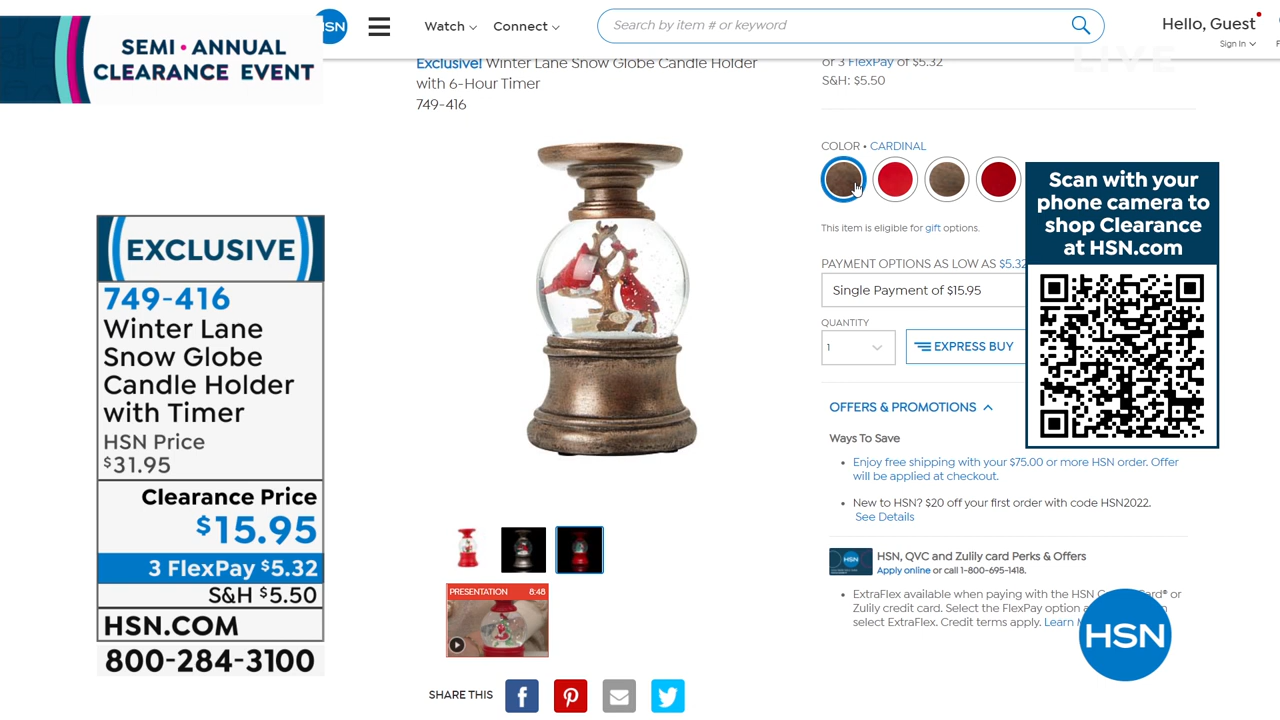 SEMI • ANNUAL
CLEARANCE EVENT
HSN
Watch
Connect
Search by item # or keyword
Hello, Guest
Sign In
LIVE
Exclusive! Winter Lane Snow Globe Candle Holder
with 6-Hour Timer
749-416
or 3 FlexPay of $5.32
S&H: $5.50
COLOR • CARDINAL
This item is eligible for gift options.
PAYMENT OPTIONS AS LOW AS $5.32
Single Payment of $15.95
QUANTITY
1
EXPRESS BUY
Scan with your
phone camera to
shop Clearance
at HSN.com
OFFERS & PROMOTIONS
Ways To Save
• Enjoy free shipping with your $75.00 or more HSN order. Offer
will be applied at checkout.
• New to HSN? $20 off your first order with code HSN2022.
See Details
HSN, QVC and Zulily card Perks & Offers
Apply online or call 1-800-695-1418.
• ExtraFlex available when paying with the HSN
Zulily credit card. Select the FlexPay option
select ExtraFlex. Credit terms apply. Learn
HSN
EXCLUSIVE
749-416
Winter Lane
Snow Globe
Candle Holder
with Timer
HSN Price
$31.95
Clearance Price
$15.95
3 FlexPay $5.32
S&H $5.50
HSN.COM
800-284-3100
PRESENTATION 8:48
SHARE THIS